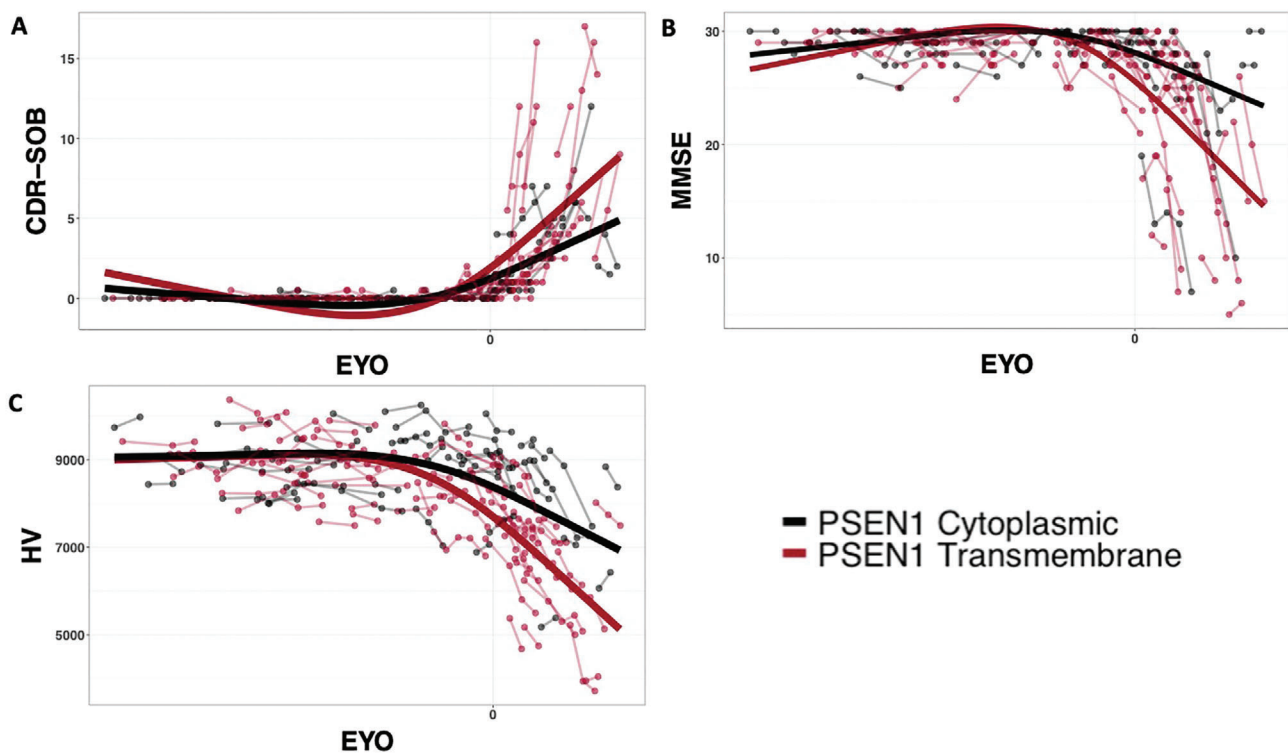 A
15
10
5
0
CDR-SOB
0
EYO
B
30
20
10
MMSE
0
EYO
C
9000
7000
5000
HV
0
EYO
PSEN1 Cytoplasmic
PSEN1 Transmembrane